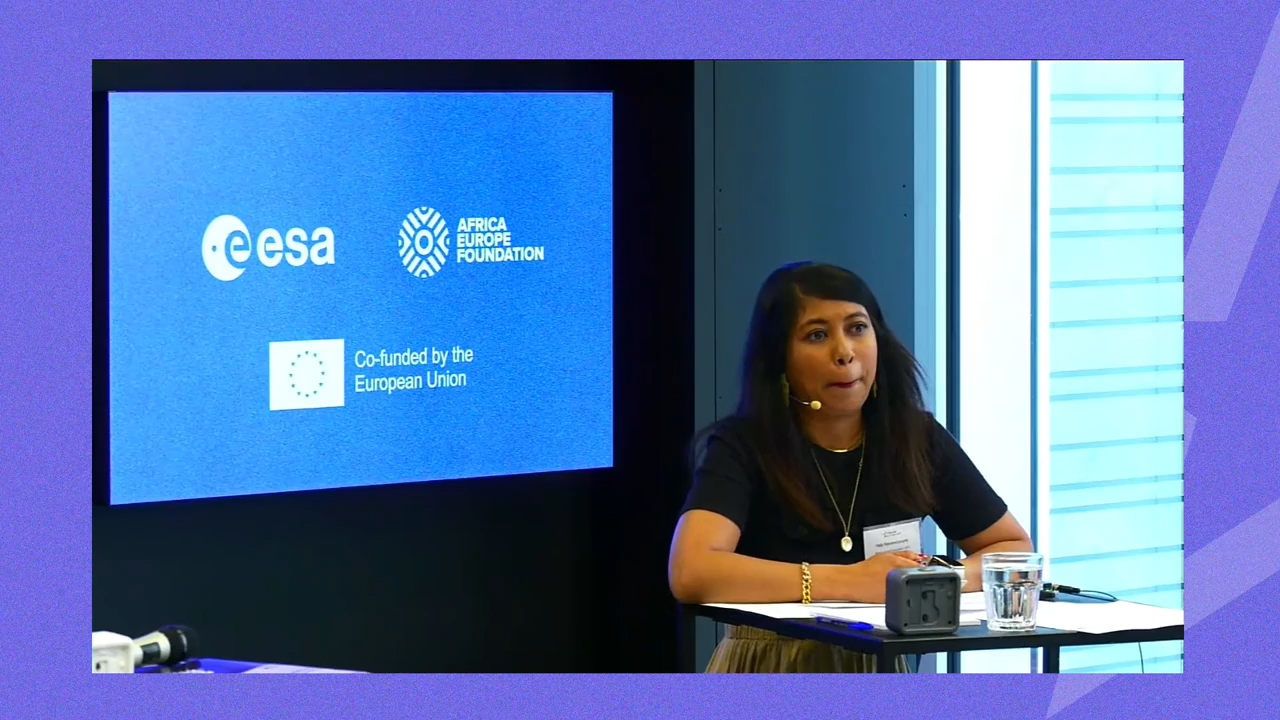 esa
AFRICA
EUROPE
FOUNDATION
Co-funded by the
European Union